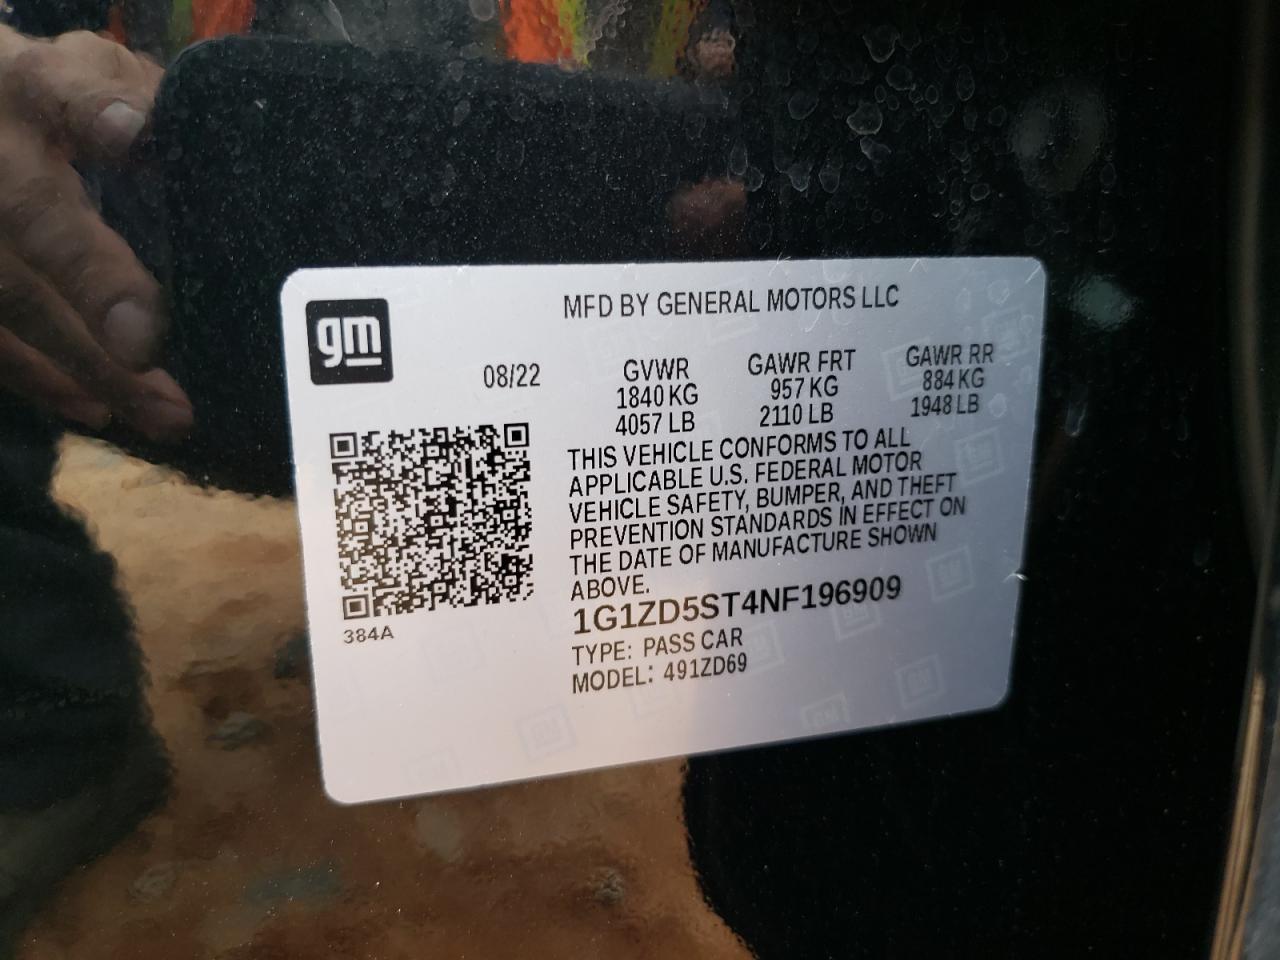 gm
MFD BY GENERAL MOTORS LLC
08/22 GVWR GAWR FRT GAWR RR
1840 KG 957 KG 884 KG
4057 LB 2110 LB 1948 LB
THIS VEHICLE CONFORMS TO ALL
APPLICABLE U.S. FEDERAL MOTOR
VEHICLE SAFETY, BUMPER, AND THEFT
PREVENTION STANDARDS IN EFFECT ON
THE DATE OF MANUFACTURE SHOWN
ABOVE.
1G1ZD5ST4NF196909
384A
TYPE: PASS CAR
MODEL: 491ZD69